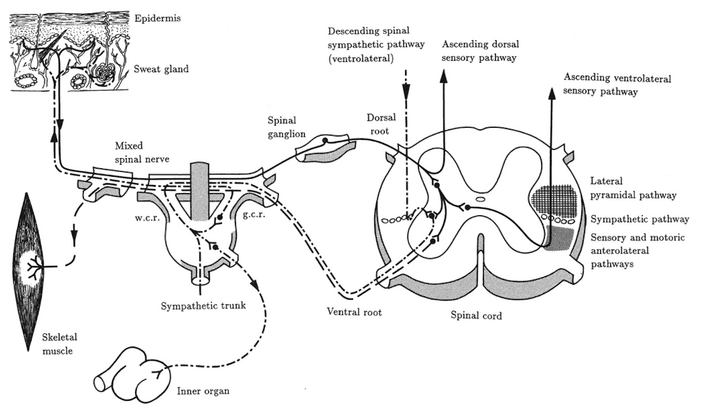 Epidermis
Sweat gland
Descending spinal
sympathetic pathway
(ventrolateral)
Ascending dorsal
sensory pathway
Ascending ventrolateral
sensory pathway
Spinal
ganglion
Dorsal
root
Mixed
spinal nerve
w.c.r.
g.c.r.
Lateral
pyramidal pathway
Sympathetic pathway
Sensory and motoric
anterolateral
pathways
Sympathetic trunk
Ventral root
Spinal cord
Skeletal
muscle
Inner organ